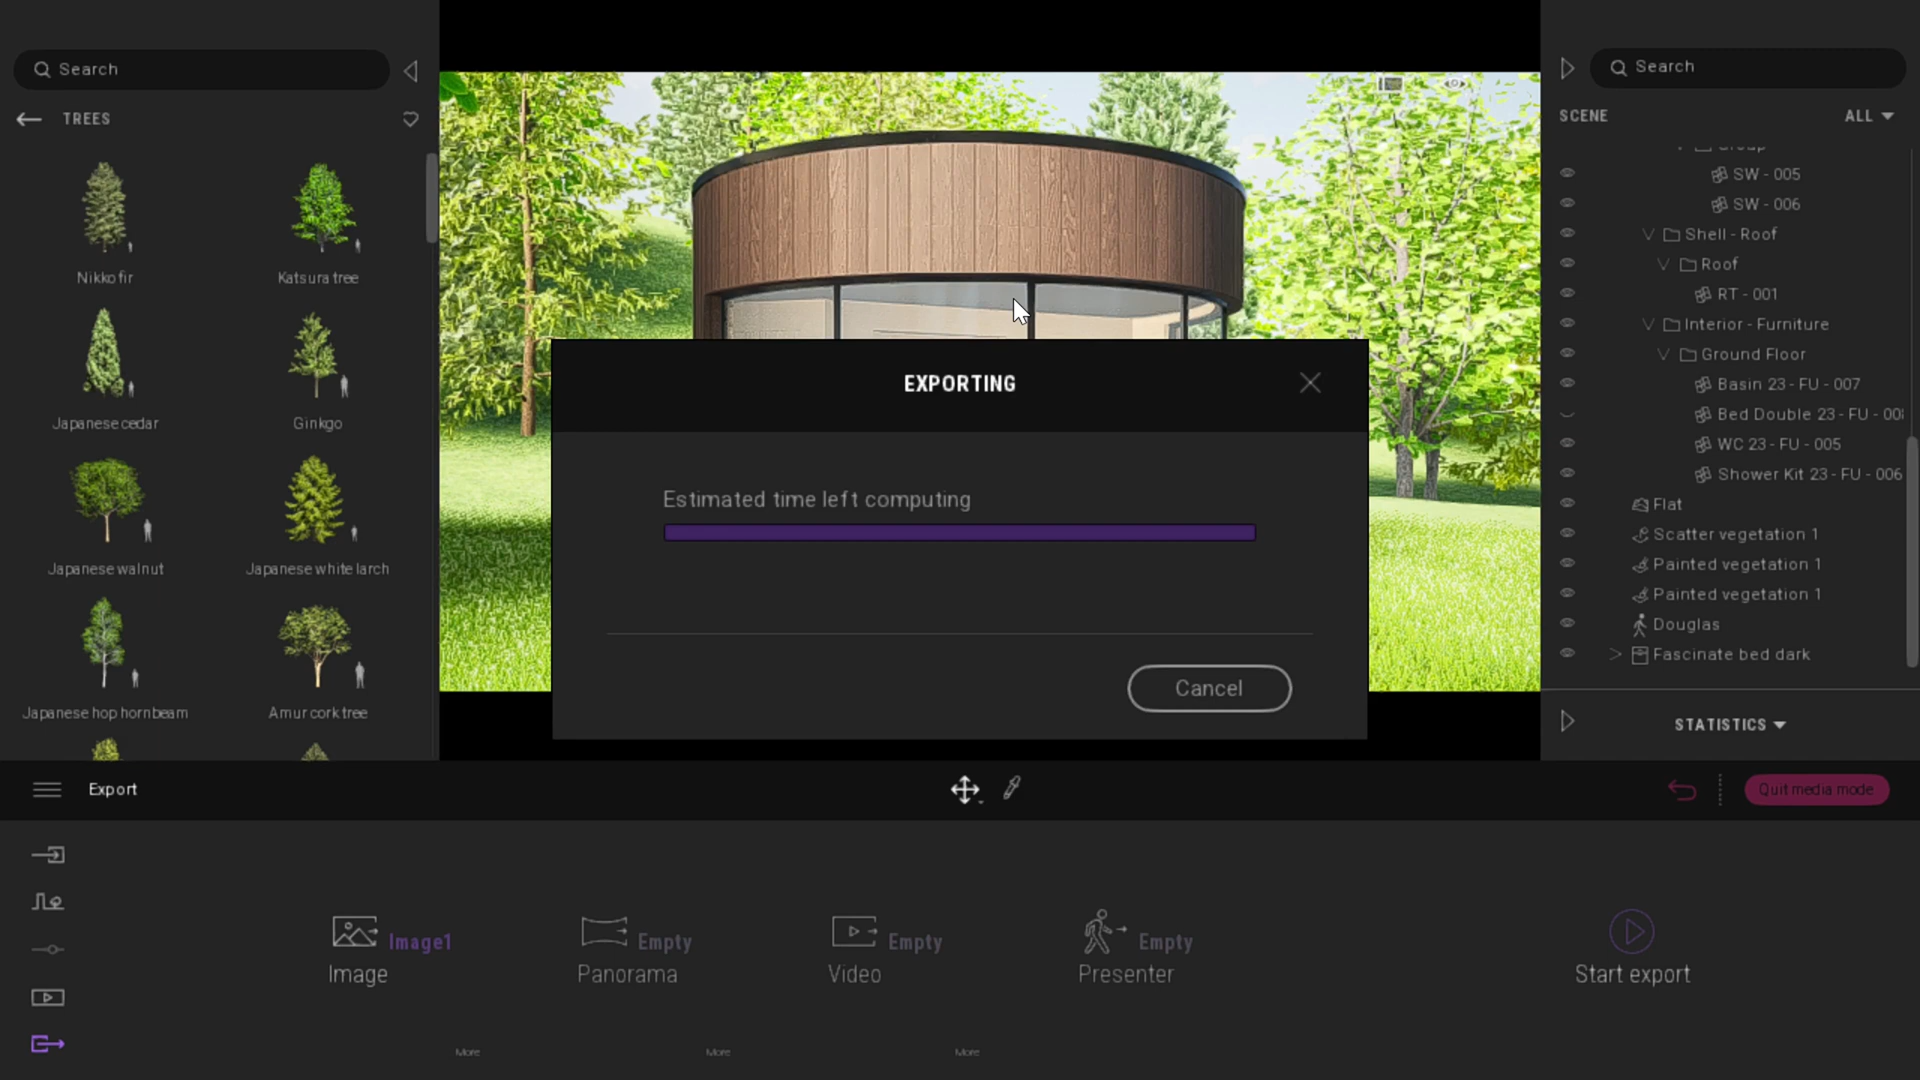 Search
TREES
Nikko fir
Katsura tree
Japanese cedar
Ginkgo
Japanese walnut
Japanese white larch
Japanese hop hornbeam
Amur cork tree
EXPORTING
Estimated time left computing
Cancel
Search
SCENE
ALL
Group
SW - 005
SW - 006
Shell - Roof
Roof
RT - 001
Interior - Furniture
Ground Floor
Basin 23 - FU - 007
Bed Double 23 - FU - 00
WC 23 - FU - 005
Shower Kit 23 - FU - 006
Flat
Scatter vegetation 1
Painted vegetation 1
Painted vegetation 1
Douglas
Fascinate bed dark
STATISTICS
Export
Quit media mode
Image1
Image
Empty
Panorama
Empty
Video
Empty
Presenter
Start export
More
More
More